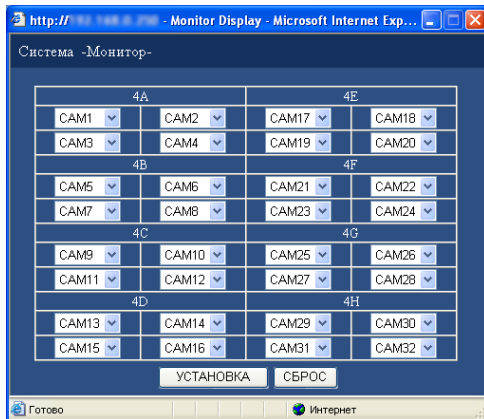 http:// - Monitor Display - Microsoft Internet Exp...
Система -Монитор-
4A 4E
CAM1 CAM2 CAM17 CAM18
CAM3 CAM4 CAM19 CAM20
4B 4F
CAM5 CAM6 CAM21 CAM22
CAM7 CAM8 CAM23 CAM24
4C 4G
CAM9 CAM10 CAM25 CAM26
CAM11 CAM12 CAM27 CAM28
4D 4H
CAM13 CAM14 CAM29 CAM30
CAM15 CAM16 CAM31 CAM32
УСТАНОВКА СБРОС
Готово Интернет